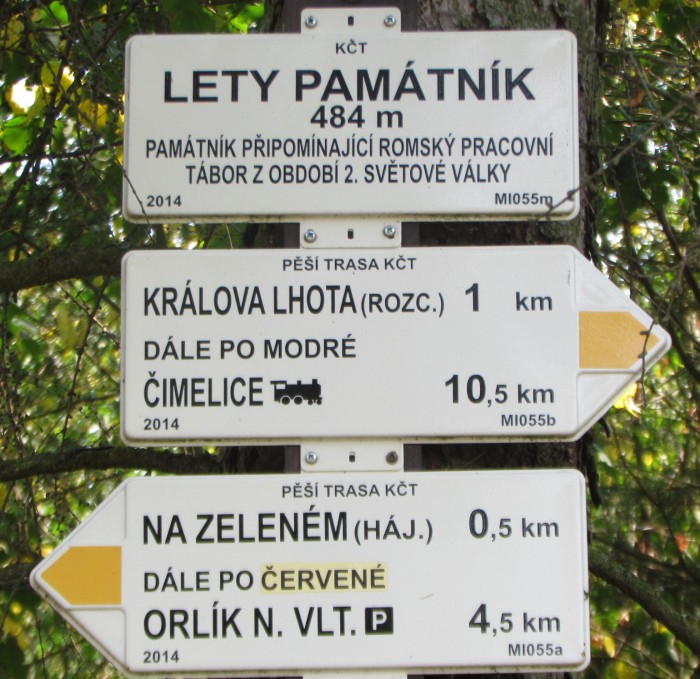 KČT
LETY PAMÁTNÍK
484 m
PAMÁTNÍK PŘIPOMÍNAJÍCÍ ROMSKÝ PRACOVNÍ
TÁBOR Z OBDOBÍ 2. SVĚTOVÉ VÁLKY
2014 MI055m
PĚŠÍ TRASA KČT
KRÁLOVA LHOTA (ROZC.) 1 km
DÁLE PO MODRÉ
ČIMELICE 10,5 km
2014 MI055b
PĚŠÍ TRASA KČT
NA ZELENÉM (HÁJ.) 0,5 km
DÁLE PO ČERVENÉ
ORLÍK N. VLT. P 4,5 km
2014 MI055a